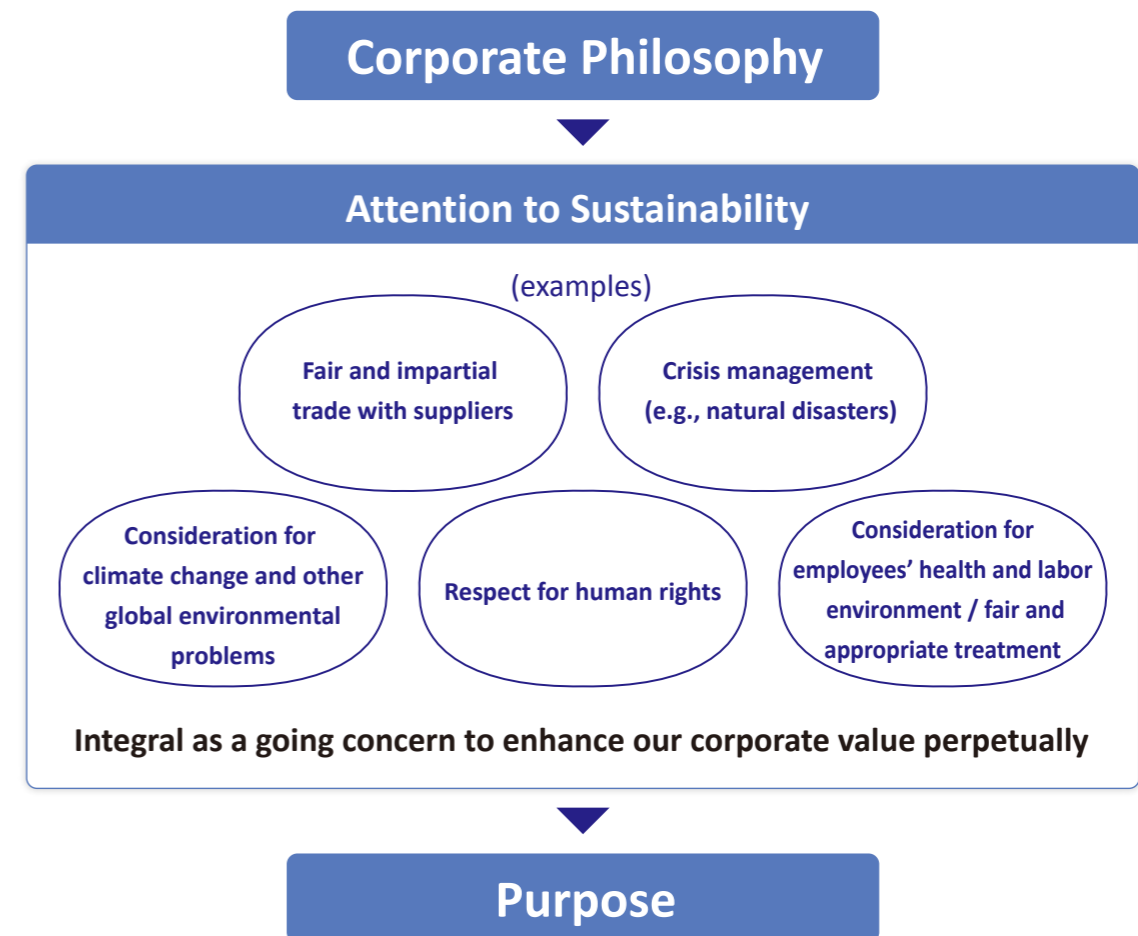 Corporate Philosophy
Attention to Sustainability
(examples)
Fair and impartial
trade with suppliers
Crisis management
(e.g., natural disasters)
Consideration for
climate change and other
global environmental
problems
Respect for human rights
Consideration for
employees’ health and labor
environment / fair and
appropriate treatment
Integral as a going concern to enhance our corporate value perpetually
Purpose